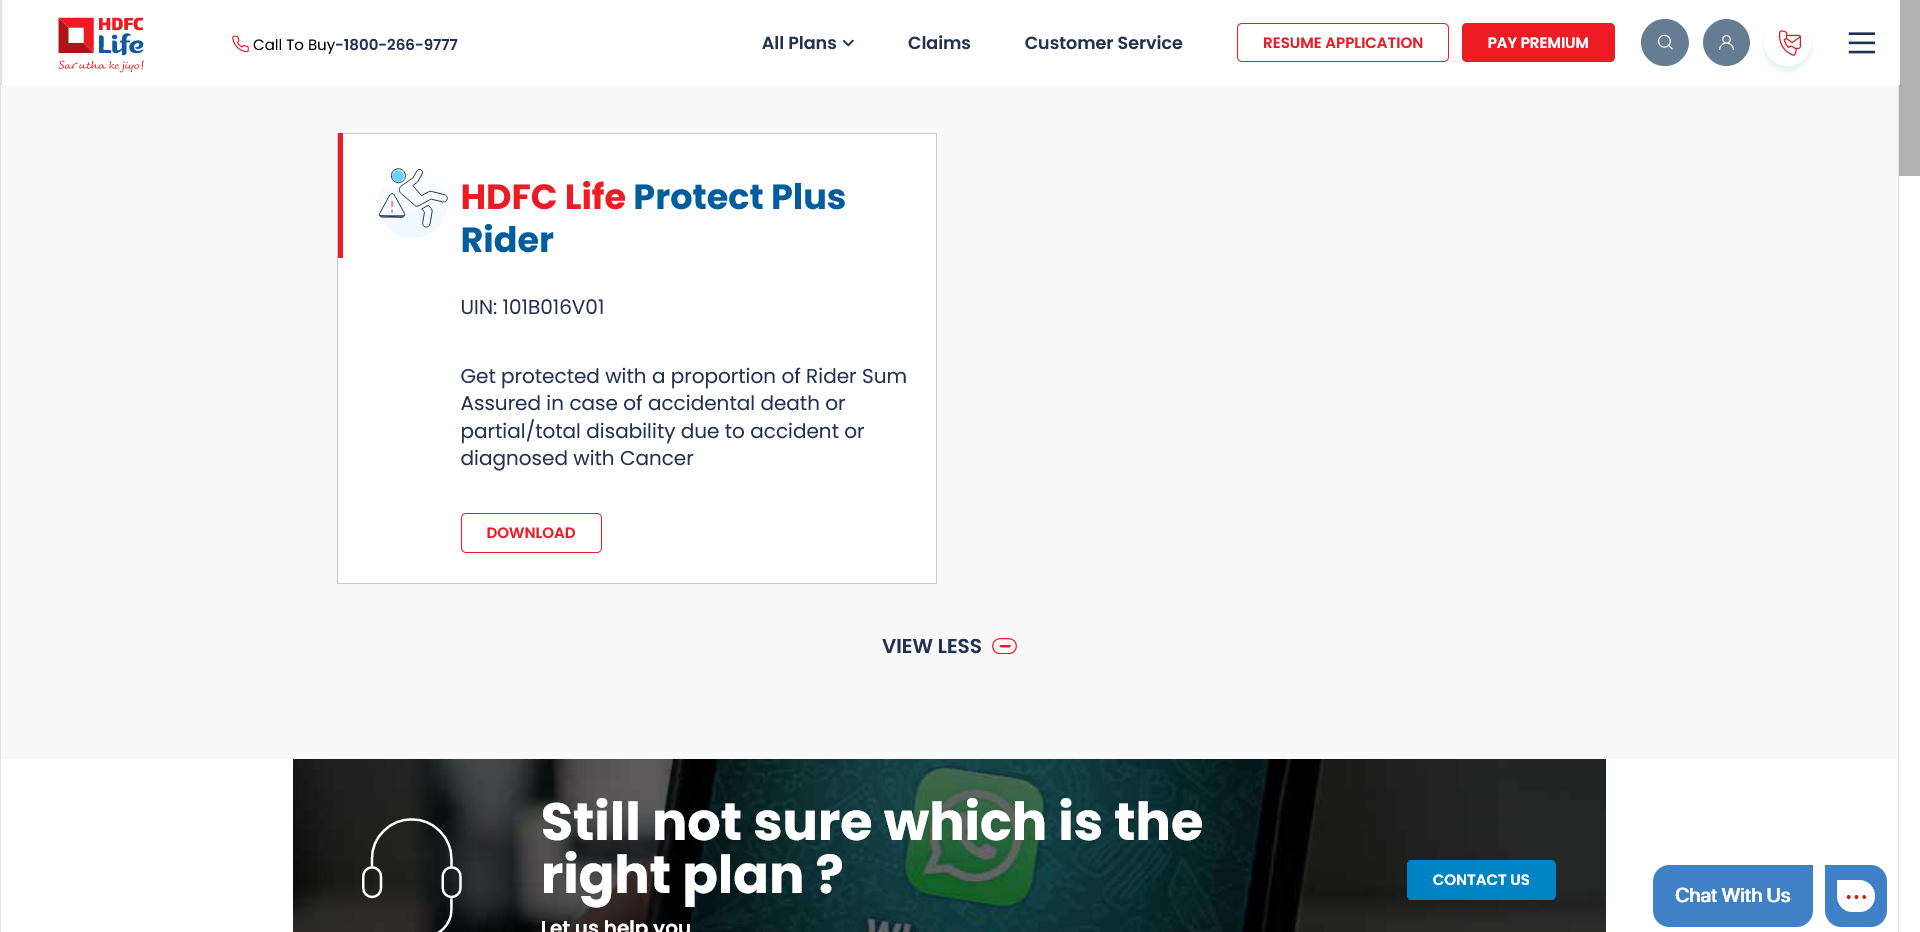 HDFC
Life
Sar utha ke jiyo!
Call To Buy-1800-266-9777
All Plans
Claims
Customer Service
RESUME APPLICATION
PAY PREMIUM
HDFC Life Protect Plus
Rider
UIN: 101B016V01
Get protected with a proportion of Rider Sum
Assured in case of accidental death or
partial/total disability due to accident or
diagnosed with Cancer
DOWNLOAD
VIEW LESS
Still not sure which is the
right plan ?
Let us help you
CONTACT US
Chat With Us